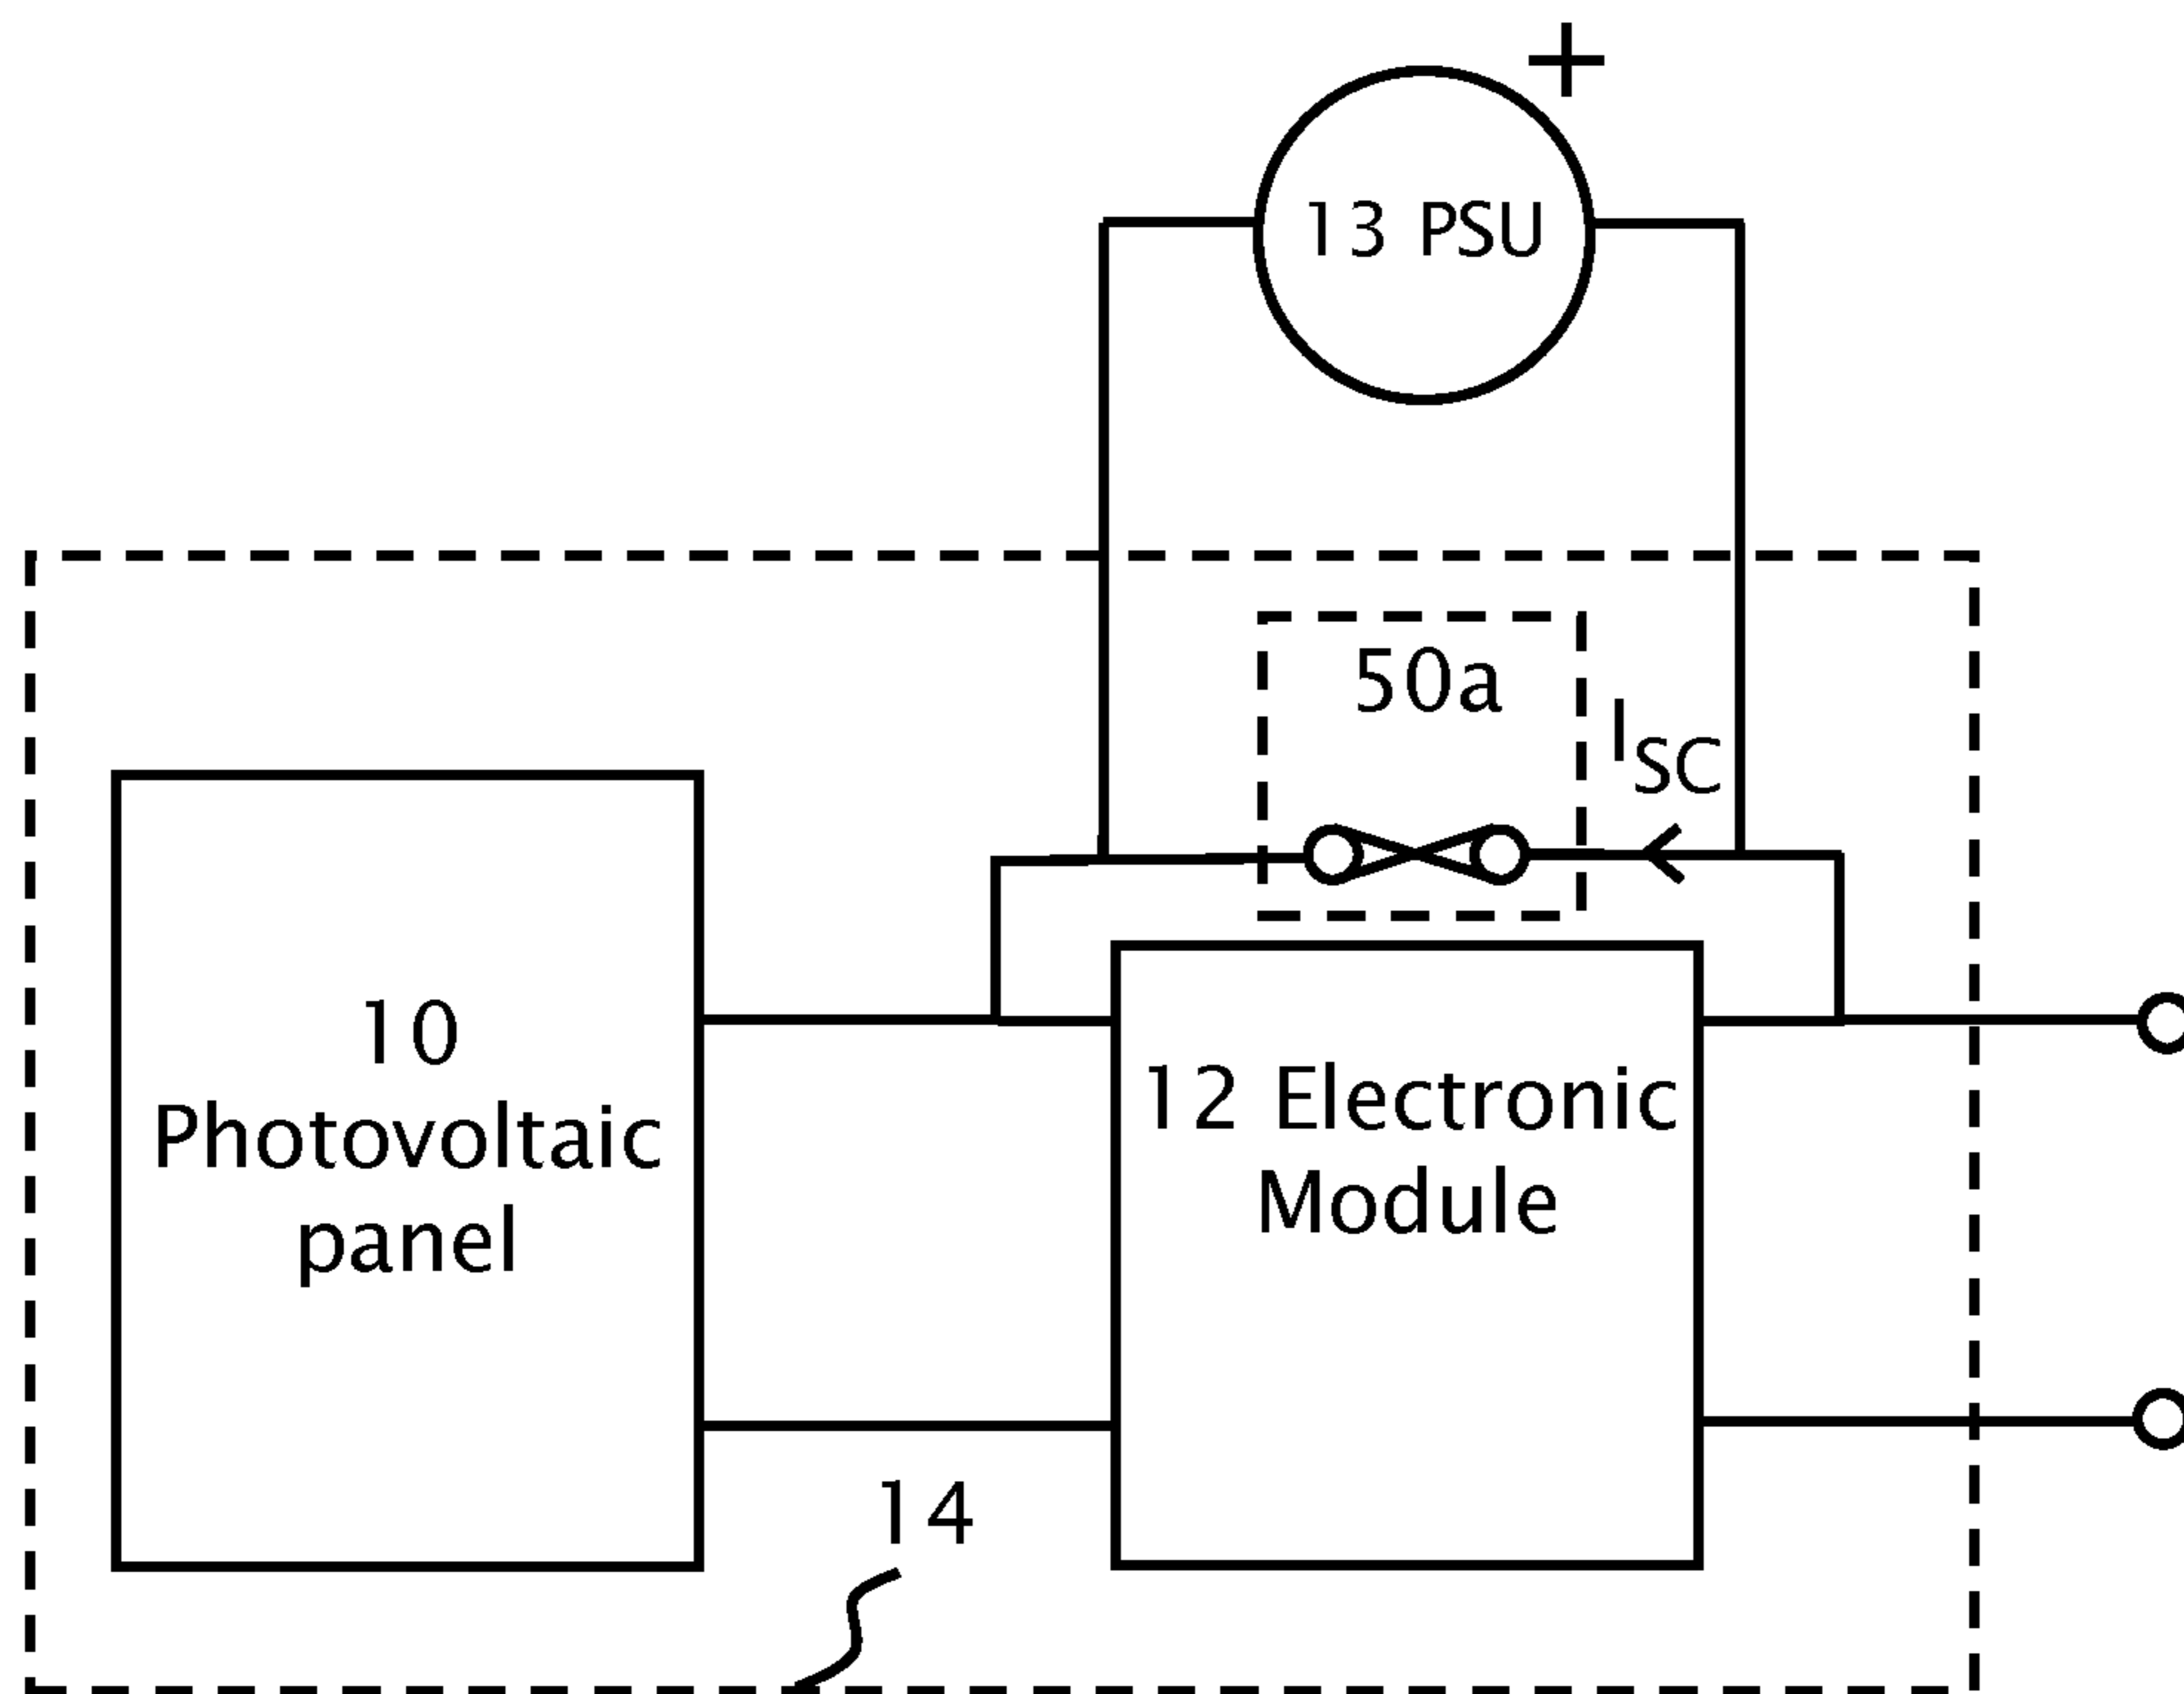 +
13 PSU
50a
ISC
10
Photovoltaic
panel
12 Electronic
Module
14